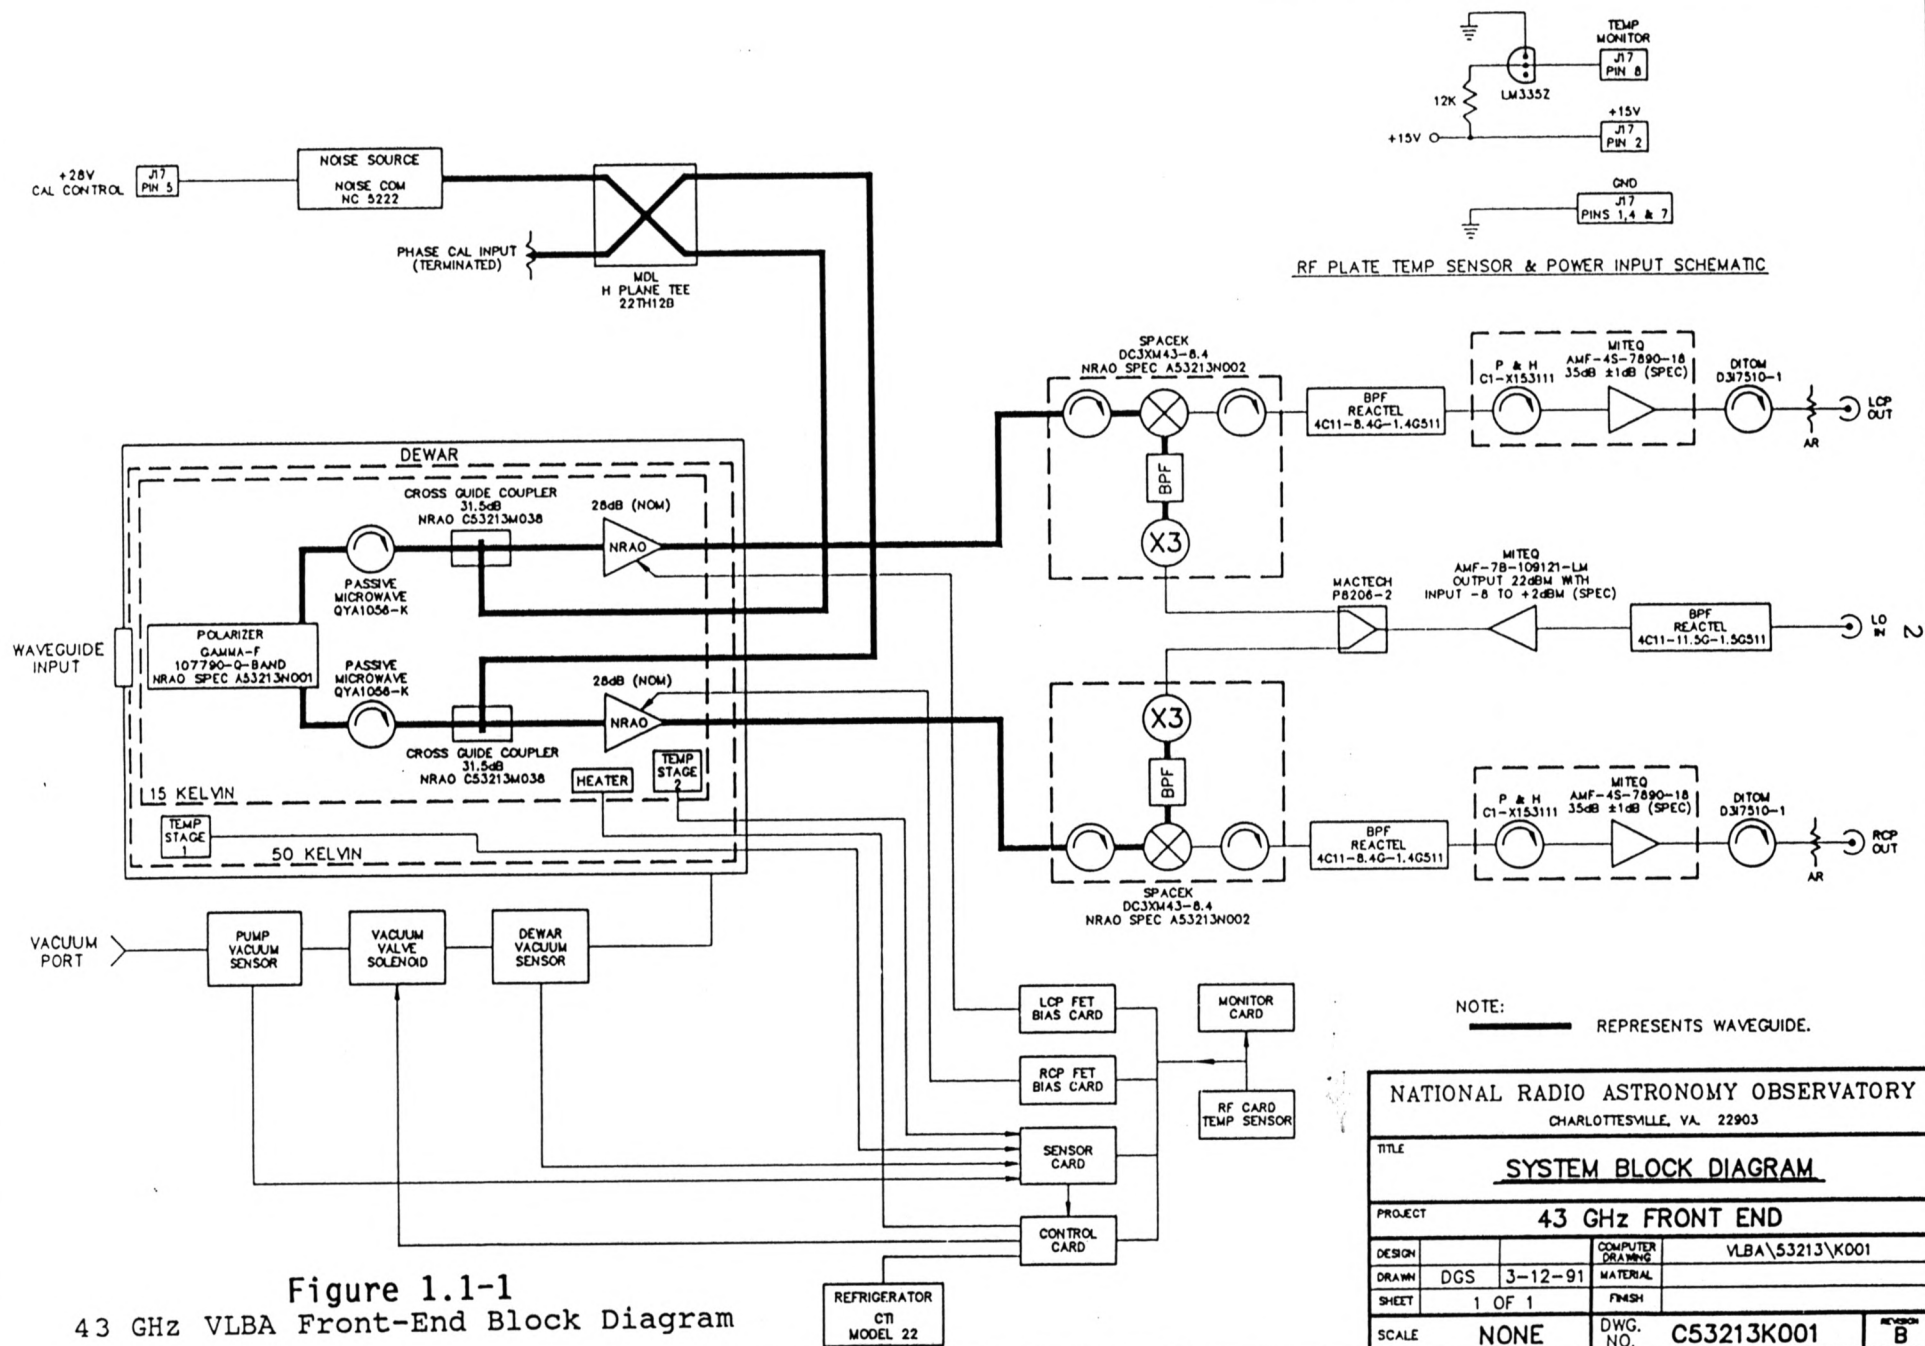 TEMP
MONITOR
J17
PIN 8
LM335Z
12K
+15V
+15V
J17
PIN 2
GND
J17
PINS 1,4 & 7
RF PLATE TEMP SENSOR & POWER INPUT SCHEMATIC
+28V
CAL CONTROL
J17
PIN 5
NOISE SOURCE
NOISE COM
NC 5222
PHASE CAL INPUT
(TERMINATED)
MDL
H PLANE TEE
22TH12B
SPACEK
DC3XM43-8.4
NRAO SPEC A53213N002
BPF
X3
BPF
REACTEL
4C11-8.4G-1.4G511
P & H
C1-X153111
MITEQ
AMF-4S-7890-18
35dB ±1dB (SPEC)
DITOM
D3I7510-1
AR
LCP
OUT
DEWAR
CROSS GUIDE COUPLER
31.5dB
NRAO C53213M038
28dB (NOM)
NRAO
PASSIVE
MICROWAVE
QYA1056-K
WAVEGUIDE
INPUT
POLARIZER
GAMMA-F
107790-Q-BAND
NRAO SPEC A53213N001
PASSIVE
MICROWAVE
QYA1056-K
28dB (NOM)
NRAO
CROSS GUIDE COUPLER
31.5dB
NRAO C53213M038
HEATER
TEMP
STAGE
2
15 KELVIN
TEMP
STAGE
1
50 KELVIN
MACTECH
P8206-2
MITEQ
AMF-7B-109121-LM
OUTPUT 22dBM WITH
INPUT -8 TO +2dBM (SPEC)
BPF
REACTEL
4C11-11.5G-1.5G511
LO
IN
2
X3
BPF
SPACEK
DC3XM43-8.4
NRAO SPEC A53213N002
BPF
REACTEL
4C11-8.4G-1.4G511
P & H
C1-X153111
MITEQ
AMF-4S-7890-18
35dB ±1dB (SPEC)
DITOM
D3I7510-1
AR
RCP
OUT
VACUUM
PORT
PUMP
VACUUM
SENSOR
VACUUM
VALVE
SOLENOID
DEWAR
VACUUM
SENSOR
LCP FET
BIAS CARD
RCP FET
BIAS CARD
SENSOR
CARD
CONTROL
CARD
MONITOR
CARD
RF CARD
TEMP SENSOR
REFRIGERATOR
CTI
MODEL 22
NOTE:
REPRESENTS WAVEGUIDE.
NATIONAL RADIO ASTRONOMY OBSERVATORY
CHARLOTTESVILLE, VA. 22903
TITLE
SYSTEM BLOCK DIAGRAM
PROJECT
43 GHz FRONT END
DESIGN
COMPUTER
DRAWING
VLBA\53213\K001
DRAWN
DGS
3-12-91
MATERIAL
SHEET
1 OF 1
FINISH
SCALE
NONE
DWG.
NO.
C53213K001
REVISION
B
Figure 1.1-1
43 GHz VLBA Front-End Block Diagram